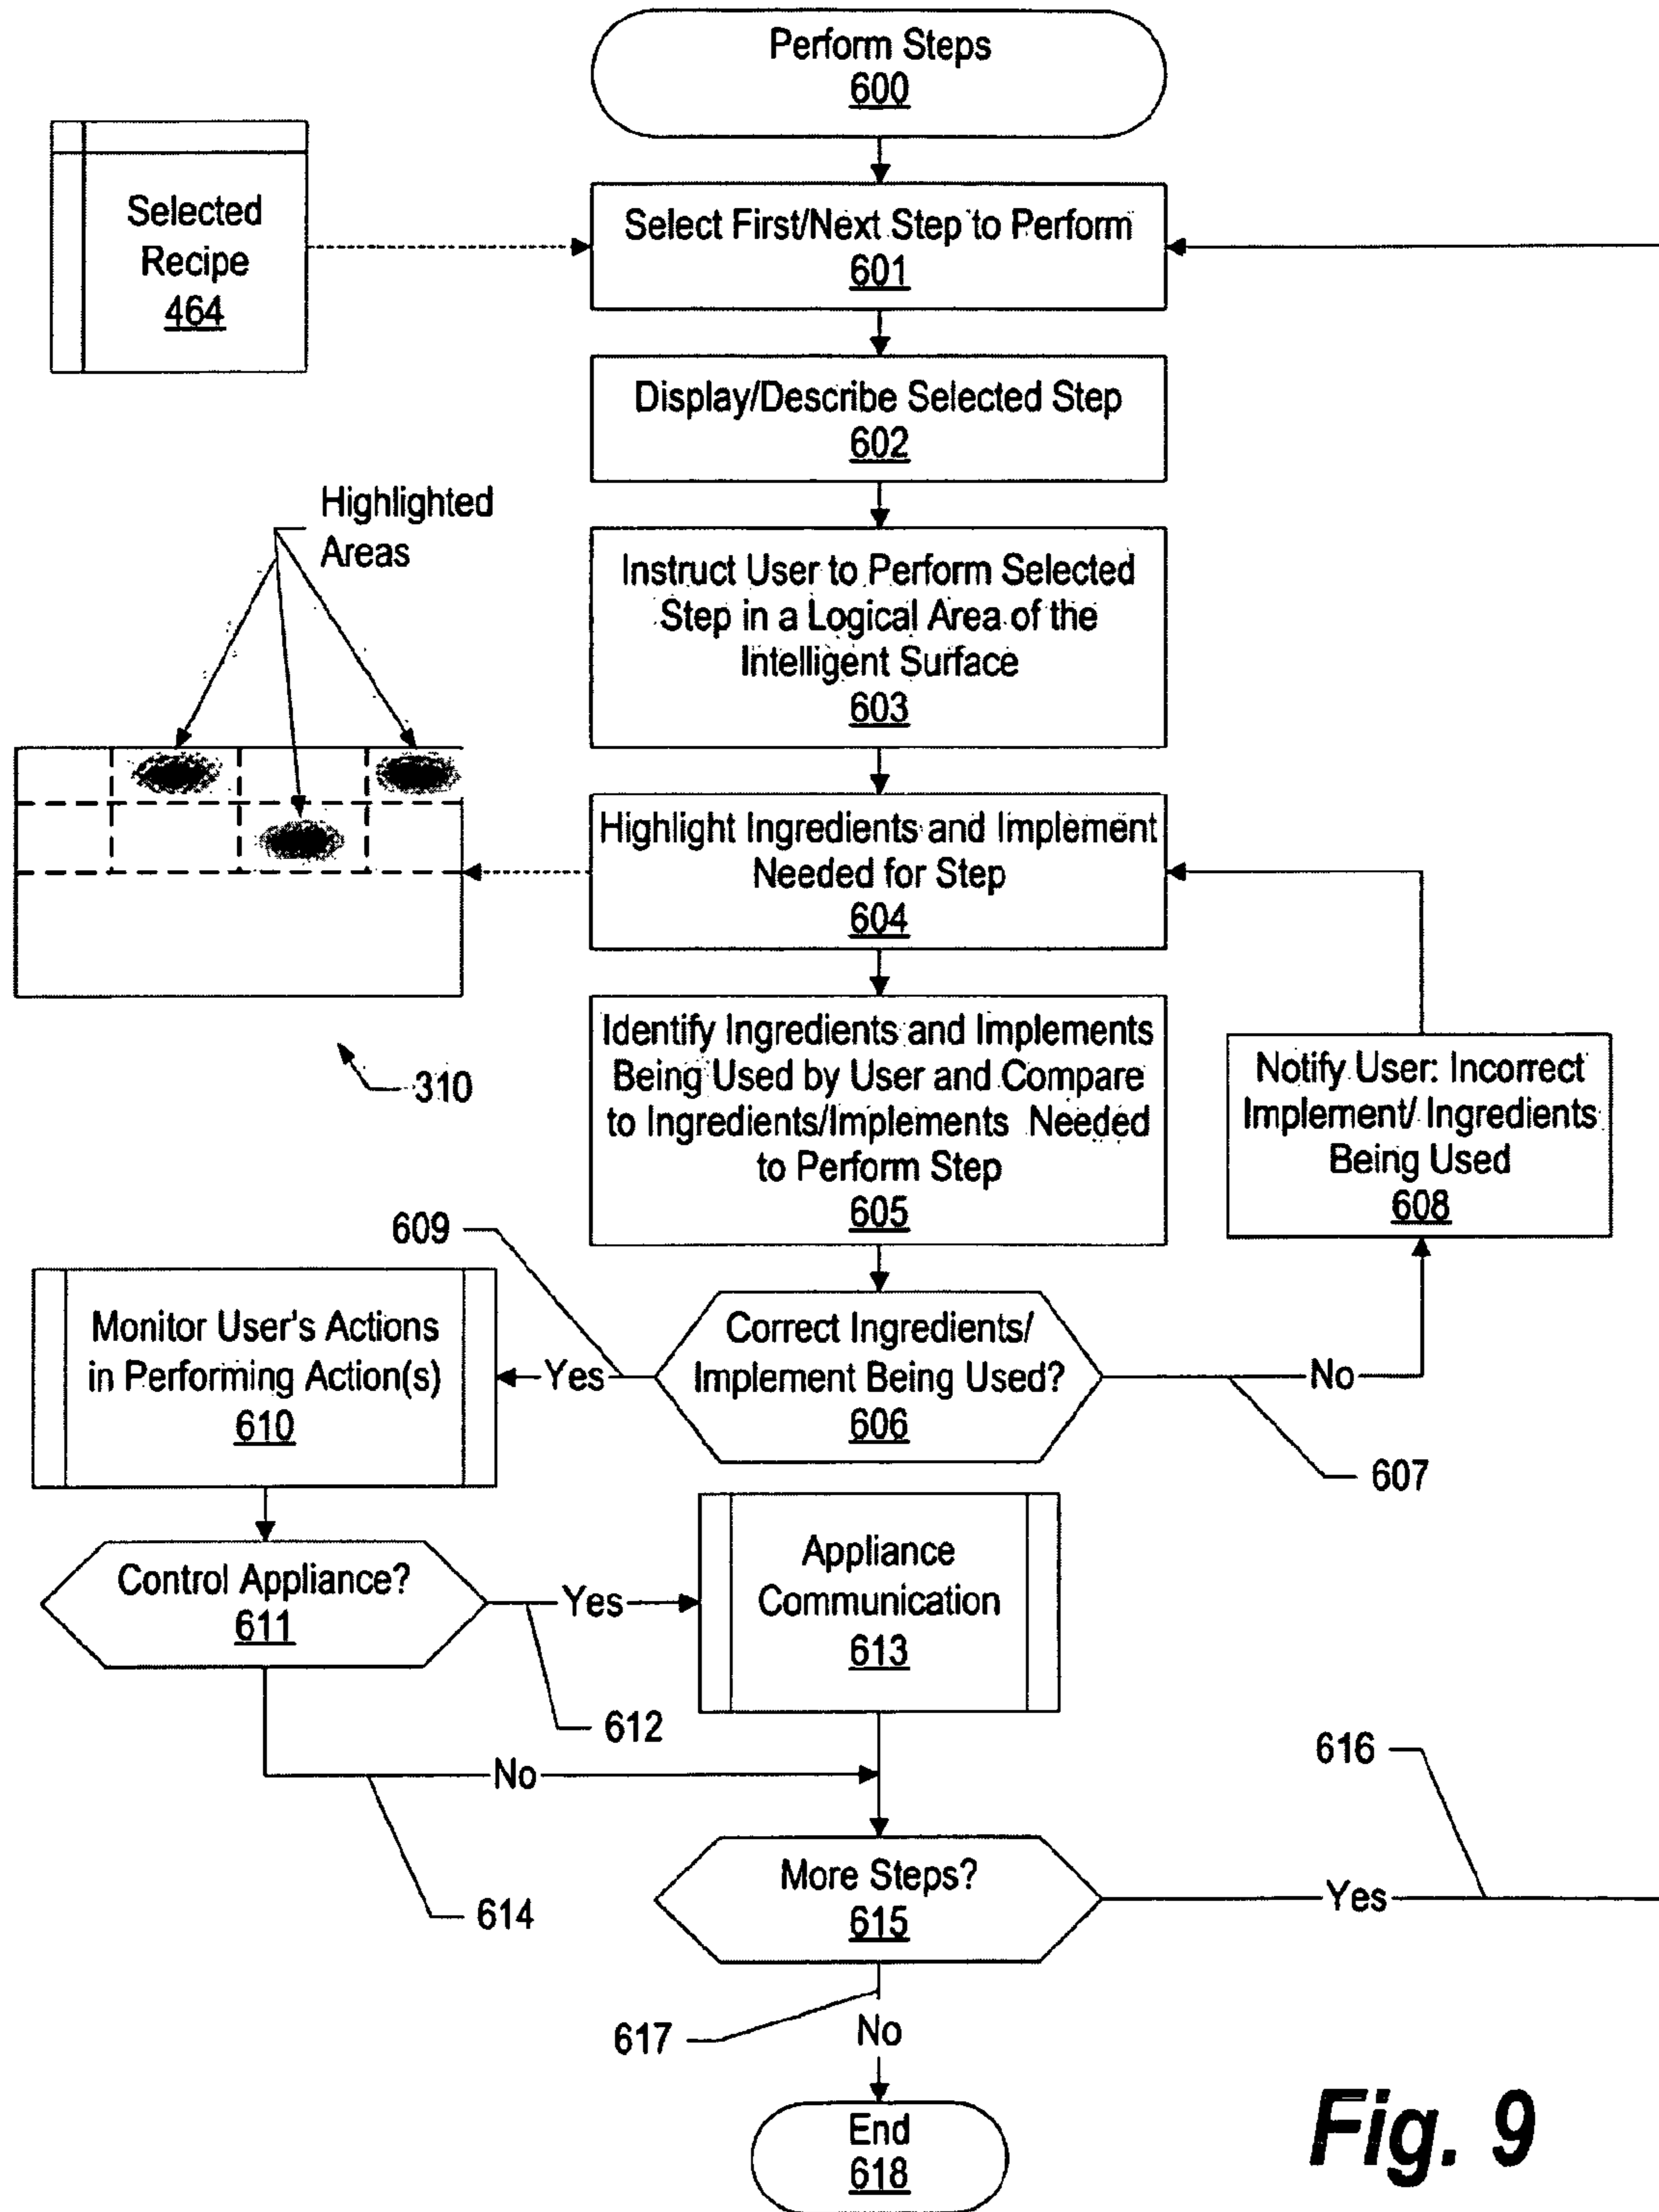 Perform Steps
600
Selected
Recipe
464
Select First/Next Step to Perform
601
Display/Describe Selected Step
602
Highlighted
Areas
Instruct User to Perform Selected
Step in a Logical Area of the
Intelligent Surface
603
Highlight Ingredients and Implement
Needed for Step
604
310
Identify Ingredients and Implements
Being Used by User and Compare
to Ingredients/Implements Needed
to Perform Step
605
Notify User: Incorrect
Implement/ Ingredients
Being Used
608
609
Monitor User's Actions
in Performing Action(s)
610
Yes
Correct Ingredients/
Implement Being Used?
606
No
607
Control Appliance?
611
Yes
612
Appliance
Communication
613
No
614
616
More Steps?
615
Yes
617
No
End
618
Fig. 9